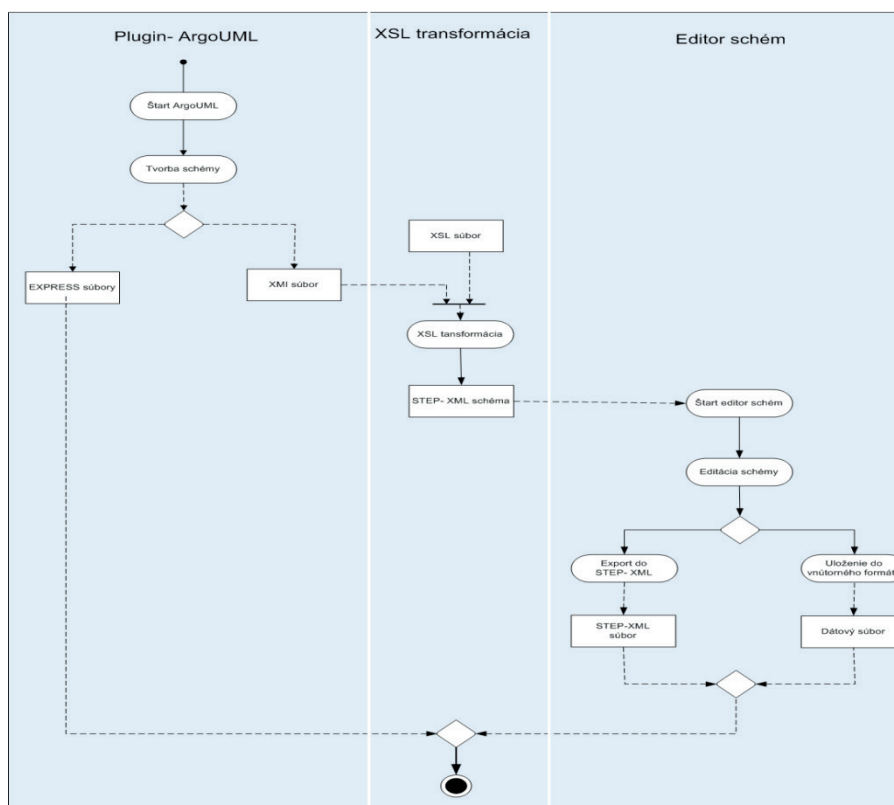 Plugin- ArgoUML
XSL transformácia
Editor schém
Štart ArgoUML
Tvorba schémy
XSL súbor
EXPRESS súbory
XMI súbor
XSL tansformácia
STEP- XML schéma
Štart editor schém
Editácia schémy
Export do
STEP- XML
Uloženie do
vnútorného formát
STEP-XML
súbor
Dátový súbor